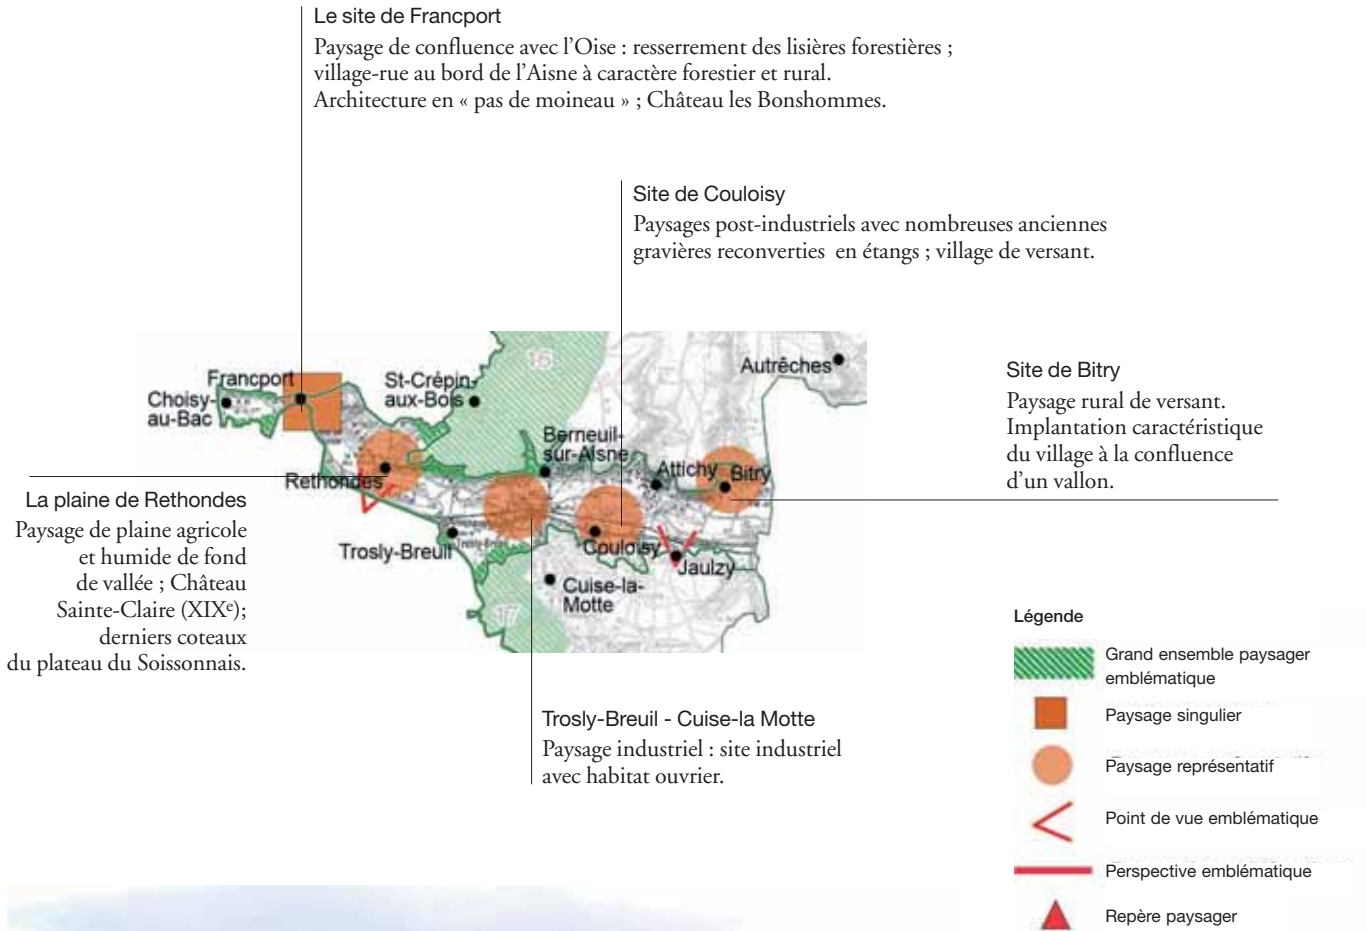 Le site de Francport
Paysage de confluence avec l’Oise : resserrement des lisières forestières ;
village-rue au bord de l’Aisne à caractère forestier et rural.
Architecture en « pas de moineau » ; Château les Bonshommes.
Site de Couloisy
Paysages post-industriels avec nombreuses anciennes
gravières reconverties en étangs ; village de versant.
16
Autrêches
Francport
Choisy-
au-Bac
St-Crépin-
aux-Bois
Berneuil-
sur-Aisne
Attichy
Bitry
Rethondes
Trosly-Breuil
Couloisy
Jaulzy
Cuise-la-
Motte
17
Site de Bitry
Paysage rural de versant.
Implantation caractéristique
du village à la confluence
d’un vallon.
La plaine de Rethondes
Paysage de plaine agricole
et humide de fond
de vallée ; Château
Sainte-Claire (XIXe);
derniers coteaux
du plateau du Soissonnais.
Trosly-Breuil - Cuise-la Motte
Paysage industriel : site industriel
avec habitat ouvrier.
Légende
Grand ensemble paysager
emblématique
Paysage singulier
Paysage représentatif
Point de vue emblématique
Perspective emblématique
Repère paysager